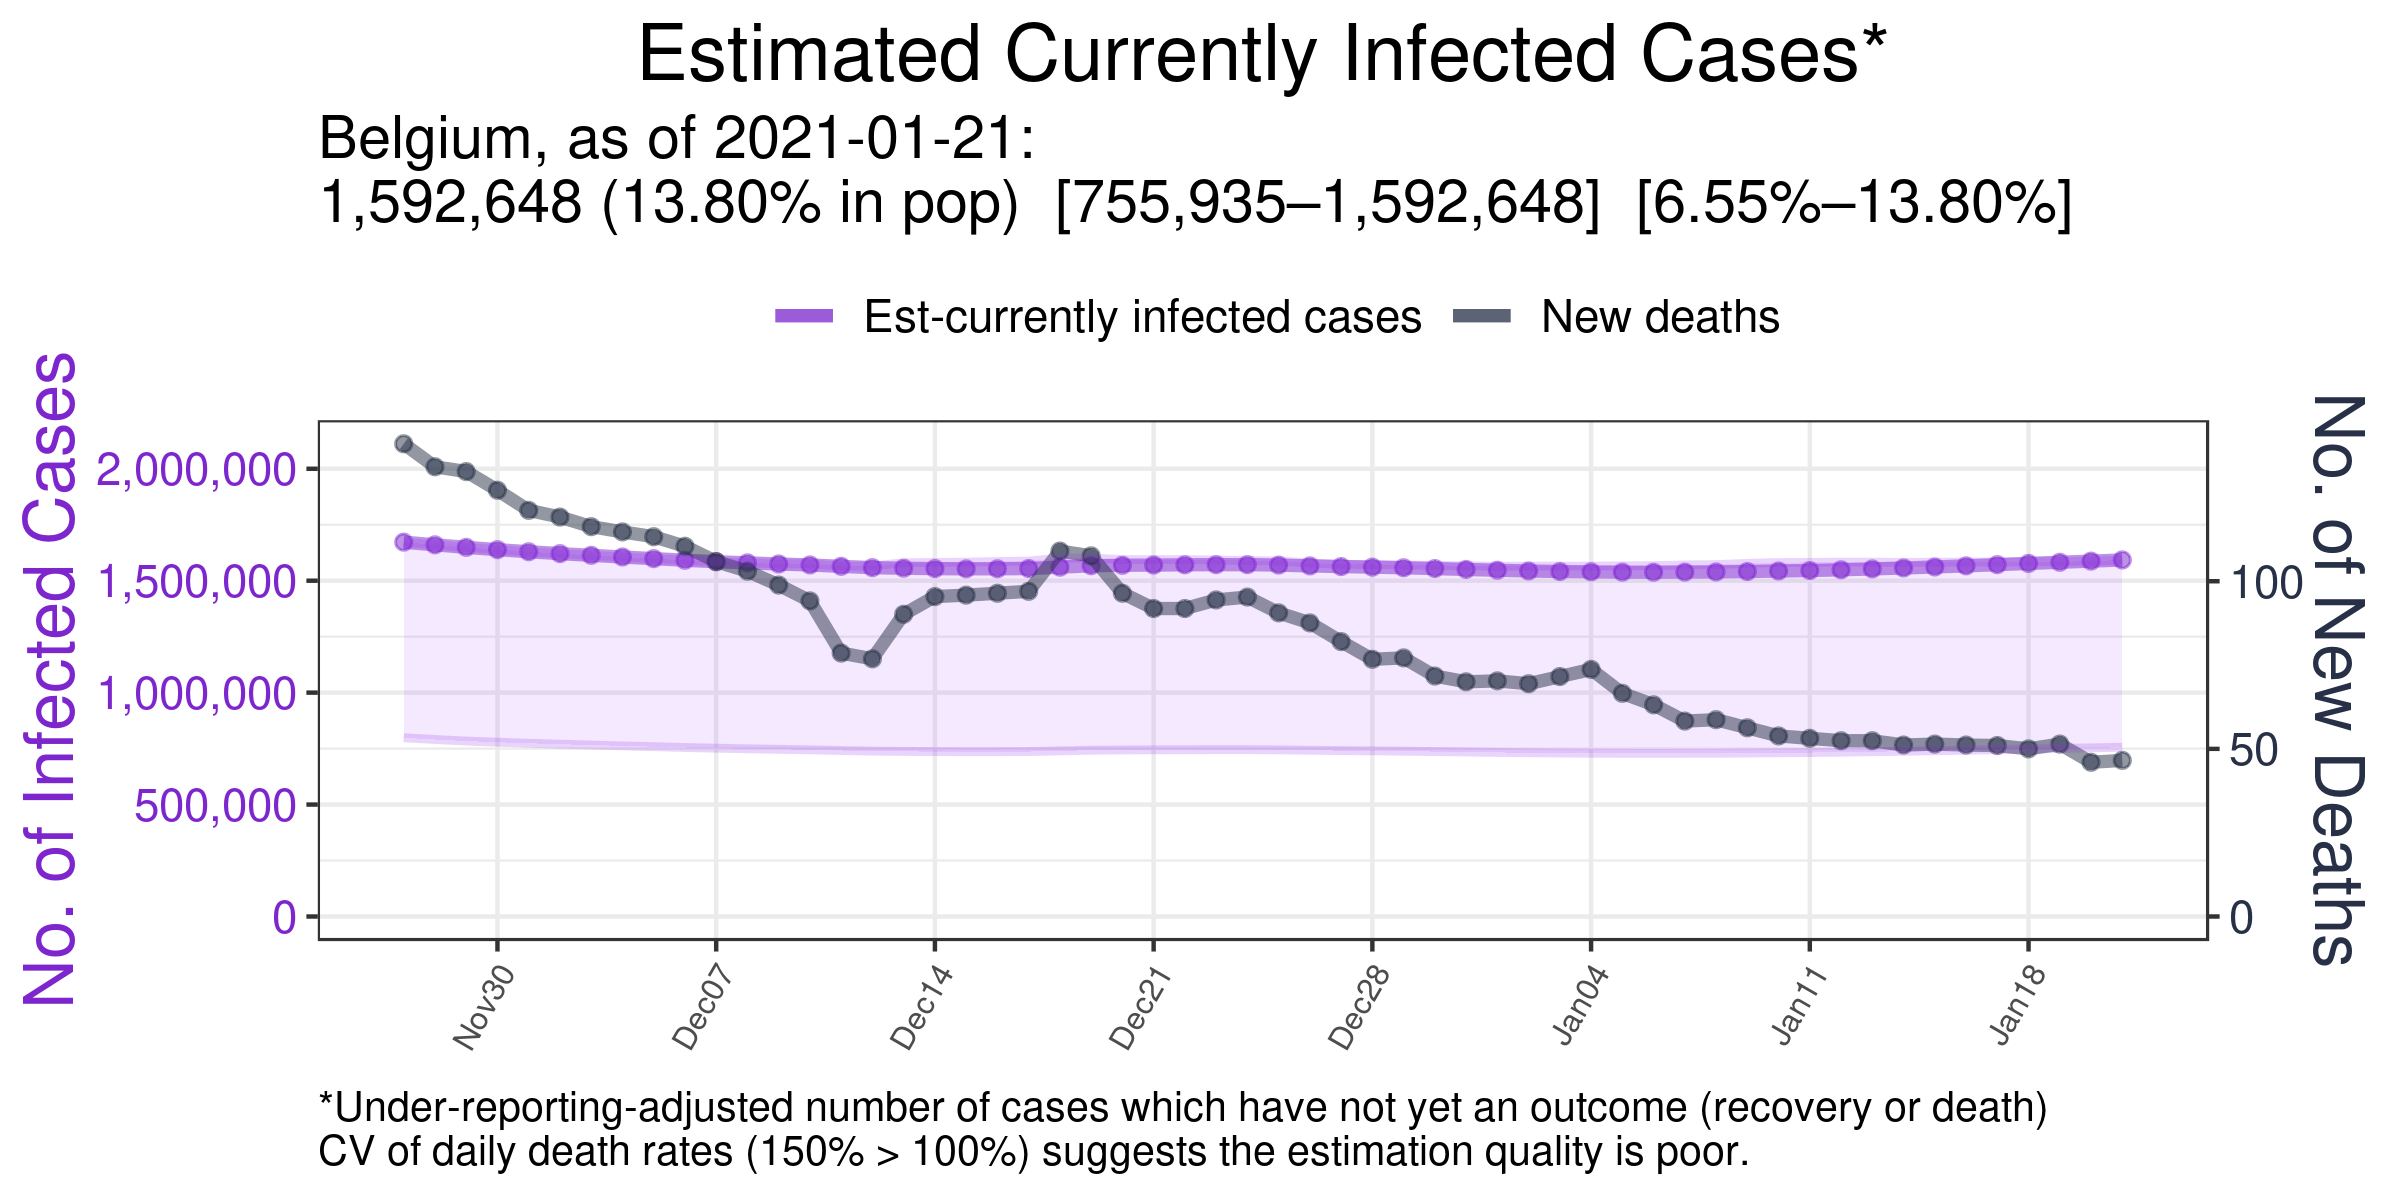 Estimated Currently Infected Cases*
Belgium, as of 2021-01-21:
1,592,648 (13.80% in pop)  [755,935–1,592,648]  [6.55%–13.80%]
Est-currently infected cases
New deaths
No. of Infected Cases
2,000,000
1,500,000
1,000,000
500,000
0
No. of New Deaths
100
50
0
Nov30
Dec07
Dec14
Dec21
Dec28
Jan04
Jan11
Jan18
*Under-reporting-adjusted number of cases which have not yet an outcome (recovery or death)
CV of daily death rates (150% > 100%) suggests the estimation quality is poor.